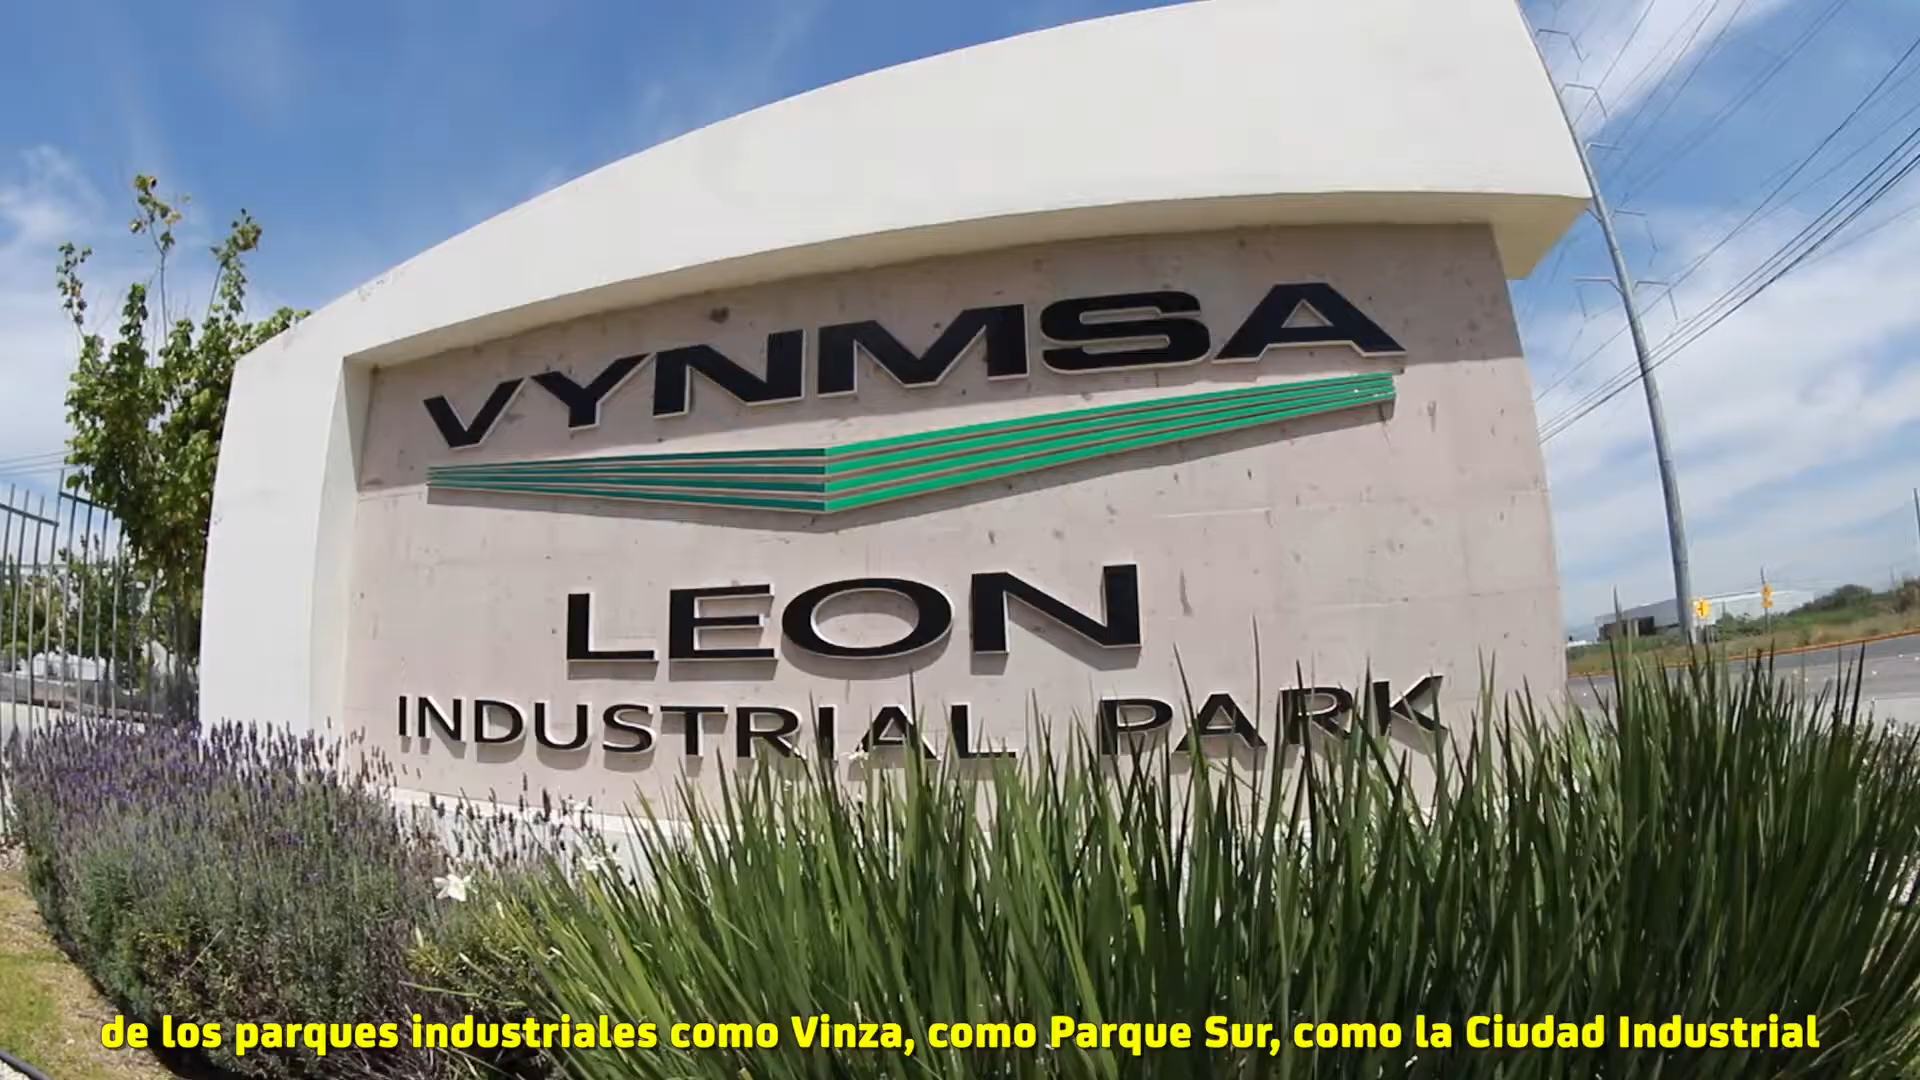 VYNMSA
LEON
INDUSTRIAL PARK
de los parques industriales como Vinza, como Parque Sur, como la Ciudad Industrial